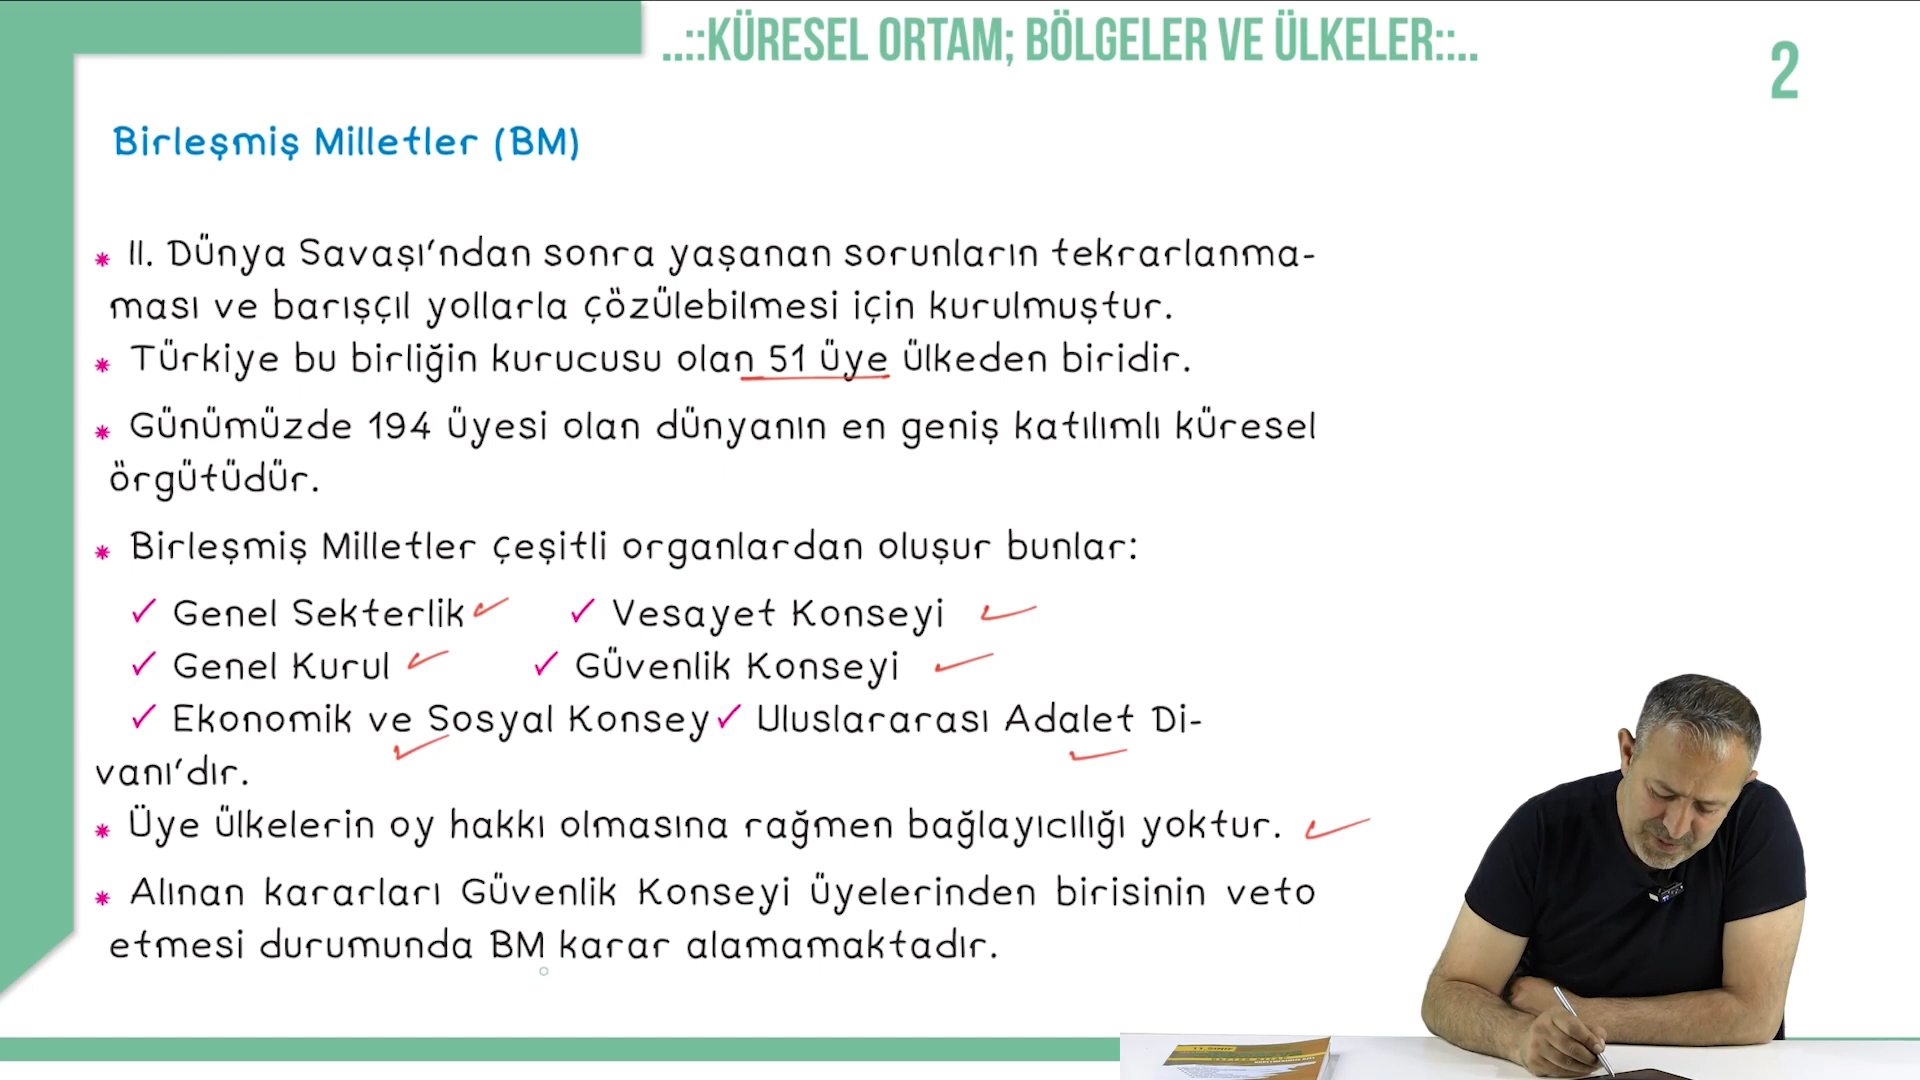 ..::KÜRESEL ORTAM; BÖLGELER VE ÜLKELER::..
2
Birleşmiş Milletler (BM)
* II. Dünya Savaşı'ndan sonra yaşanan sorunların tekrarlanma-
ması ve barışçıl yollarla çözülebilmesi için kurulmuştur.
* Türkiye bu birliğin kurucusu olan 51 üye ülkeden biridir.
* Günümüzde 194 üyesi olan dünyanın en geniş katılımlı küresel
örgütüdür.
* Birleşmiş Milletler çeşitli organlardan oluşur bunlar:
✓ Genel Sekterlik ✓ Vesayet Konseyi
✓ Genel Kurul ✓ Güvenlik Konseyi
✓ Ekonomik ve Sosyal Konsey ✓ Uluslararası Adalet Di-
vanı'dır.
* Üye ülkelerin oy hakkı olmasına rağmen bağlayıcılığı yoktur.
* Alınan kararları Güvenlik Konseyi üyelerinden birisinin veto
etmesi durumunda BM karar alamamaktadır.
11.SINIF